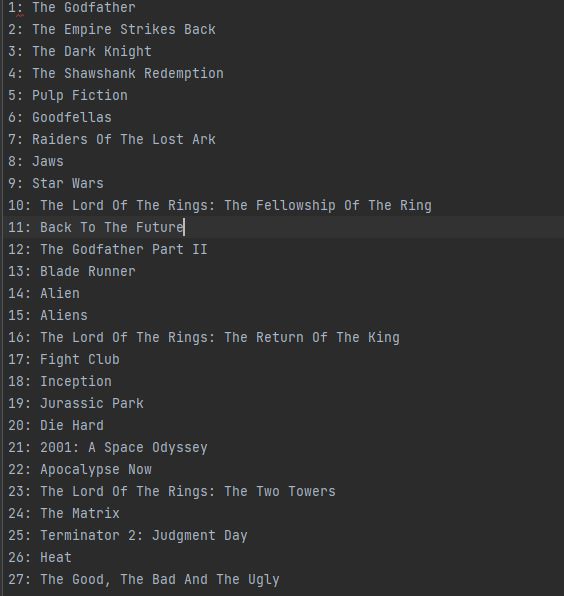 1: The Godfather
2: The Empire Strikes Back
3: The Dark Knight
4: The Shawshank Redemption
5: Pulp Fiction
6: Goodfellas
7: Raiders Of The Lost Ark
8: Jaws
9: Star Wars
10: The Lord Of The Rings: The Fellowship Of The Ring
11: Back To The Future
12: The Godfather Part II
13: Blade Runner
14: Alien
15: Aliens
16: The Lord Of The Rings: The Return Of The King
17: Fight Club
18: Inception
19: Jurassic Park
20: Die Hard
21: 2001: A Space Odyssey
22: Apocalypse Now
23: The Lord Of The Rings: The Two Towers
24: The Matrix
25: Terminator 2: Judgment Day
26: Heat
27: The Good, The Bad And The Ugly